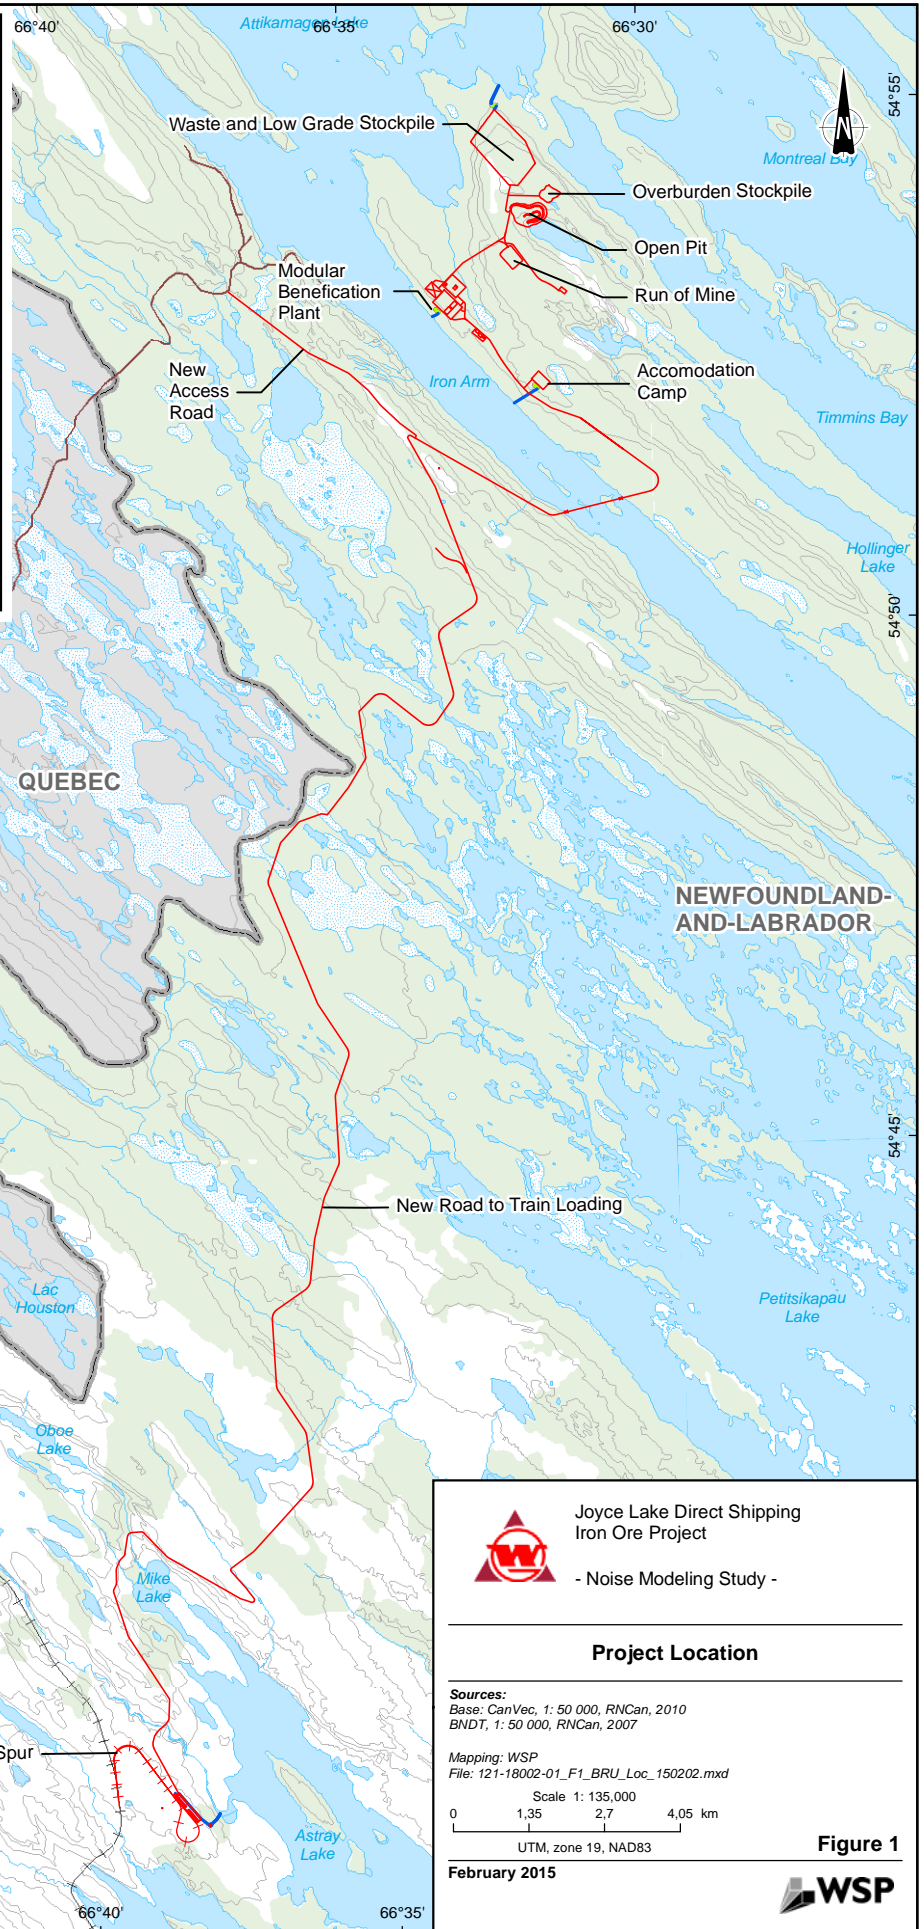 66°40'
Attikamagen Lake
66°35'
66°30'
54°55'
N
Montreal Bay
Waste and Low Grade Stockpile
Overburden Stockpile
Open Pit
Modular
Benefication
Plant
Run of Mine
New
Access
Road
Iron Arm
Accomodation
Camp
Timmins Bay
Hollinger
Lake
54°50'
QUEBEC
NEWFOUNDLAND-
AND-LABRADOR
54°45'
New Road to Train Loading
Lac
Houston
Petitsikapau
Lake
Oboe
Lake
Mike
Lake
Spur
Astray
Lake
66°40'
66°35'
Joyce Lake Direct Shipping
Iron Ore Project
- Noise Modeling Study -
Project Location
Sources:
Base: CanVec, 1: 50 000, RNCan, 2010
BNDT, 1: 50 000, RNCan, 2007
Mapping: WSP
File: 121-18002-01_F1_BRU_Loc_150202.mxd
Scale 1: 135,000
0 1,35 2,7 4,05 km
UTM, zone 19, NAD83
Figure 1
February 2015
WSP